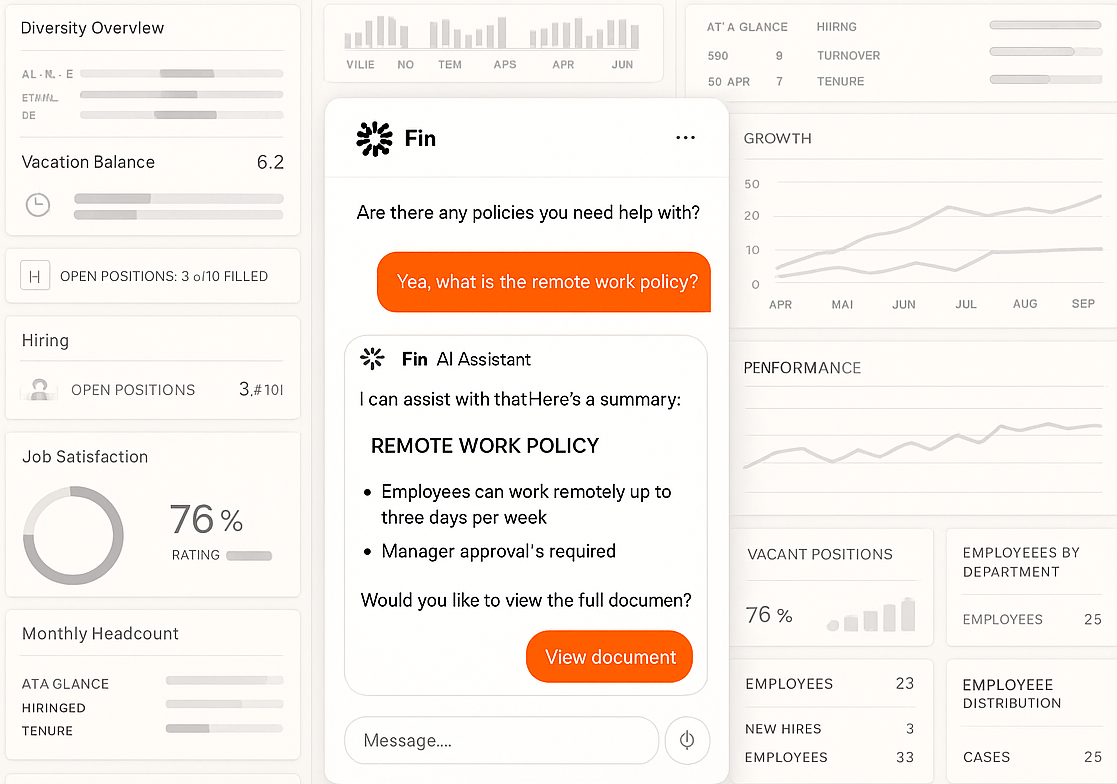 Diversity Overvlew
DE
Vacation Balance 6.2
OPEN POSITIONS: 3 o/10 FILLED
Hiring
OPEN POSITIONS 3,#10I
Job Satisfaction
76 %
RATING
Monthly Headcount
ATA GLANCE
HIRINGED
TENURE
VILIE NO TEM APS APR JUN
Fin
...
Are there any policies you need help with?
Yea, what is the remote work policy?
Fin AI Assistant
I can assist with thatHere's a summary:
REMOTE WORK POLICY
• Employees can work remotely up to
three days per week
• Manager approval's required
Would you like to view the full documen?
View document
Message....
AT'A GLANCE HIIRNG
590 9 TURNOVER
50 APR 7 TENURE
GROWTH
50
20
10
0
APR MAI JUN JUL AUG SEP
PENFORMANCE
VACANT POSITIONS
76 %
EMPLOYEEES BY
DEPARTMENT
EMPLOYEES 25
EMPLOYEES 23
NEW HIRES 3
EMPLOYEES 33
EMPLOYEEE
DISTRIBUTION
CASES 25